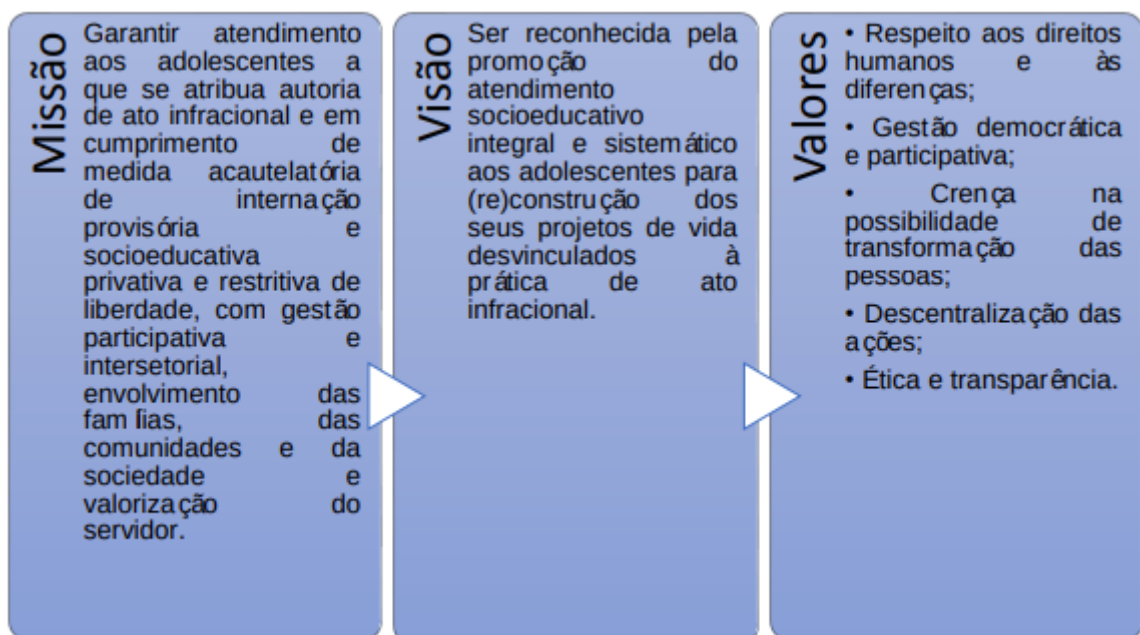 Missão
Garantir atendimento
aos adolescentes a
que se atribua autoria
de ato infracional e em
cumprimento de
medida acautelatória
de internação
provisória e
socioeducativa
privativa e restritiva de
liberdade, com gestão
participativa e
intersetorial,
envolvimento das
famílias, das
comunidades e da
sociedade e
valorização do
servidor.
Visão
Ser reconhecida pela
promoção do
atendimento
socioeducativo
integral e sistemático
aos adolescentes para
(re)construção dos
seus projetos de vida
desvinculados à
prática de ato
infracional.
Valores
• Respeito aos direitos
humanos e às
diferenças;
• Gestão democrática
e participativa;
• Crença na
possibilidade de
transformação das
pessoas;
• Descentralização das
ações;
• Ética e transparência.